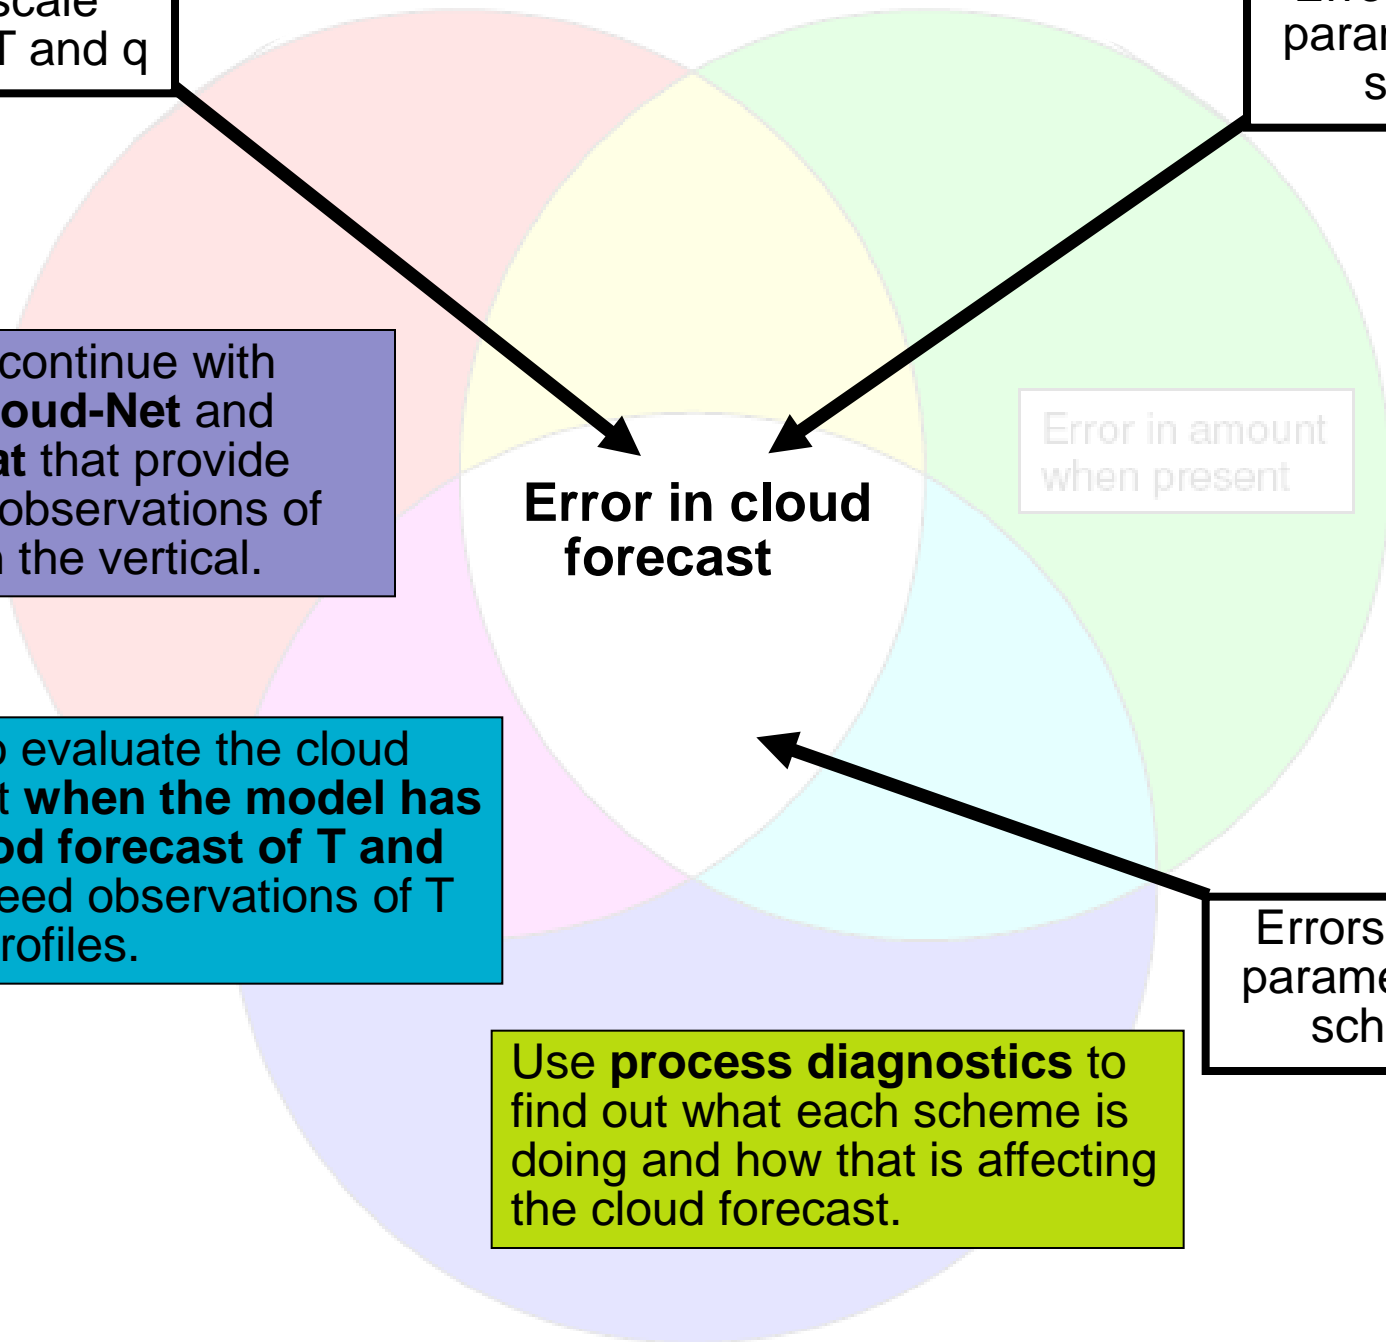 scale
T and q
para
s
continue with
oud-Net and
at that provide
observations of
the vertical.
Error in amount
when present
Error in cloud
forecast
evaluate the cloud
t when the model has
od forecast of T and
eed observations of T
rofiles.
Errors
parame
sch
Use process diagnostics to
find out what each scheme is
doing and how that is affecting
the cloud forecast.